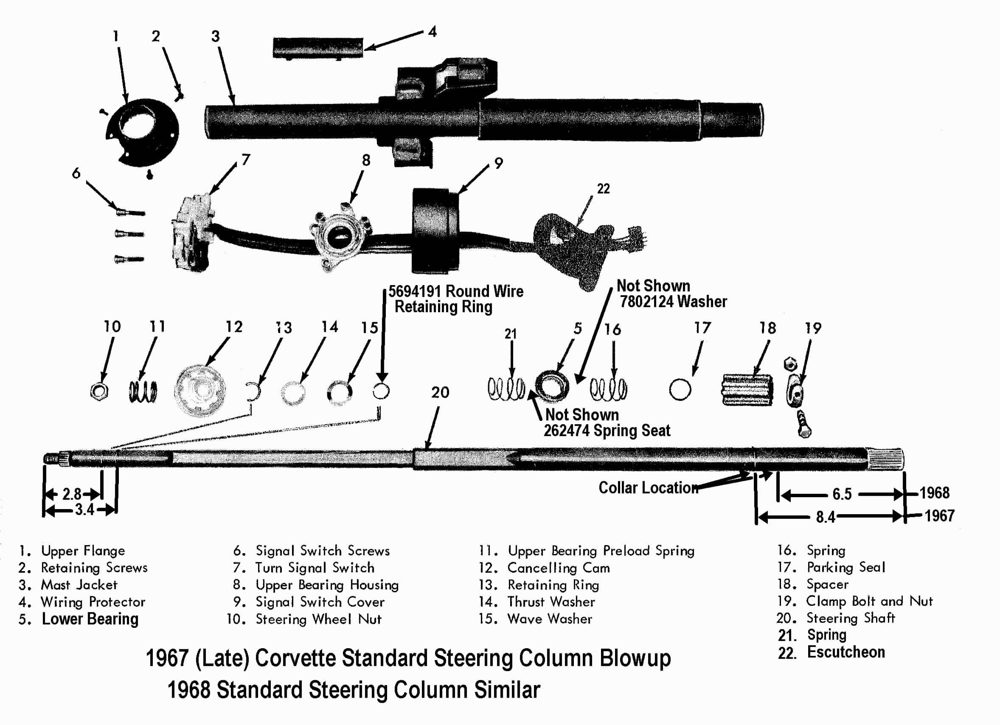 1 2 3 4
6 7 8 9
22
5694191 Round Wire
Retaining Ring
Not Shown
7802124 Washer
10 11 12 13 14 15 21 5 16 17 18 19
20
Not Shown
262474 Spring Seat
Collar Location
2.8 6.5 1968
3.4 8.4 1967
1. Upper Flange
2. Retaining Screws
3. Mast Jacket
4. Wiring Protector
5. Lower Bearing
6. Signal Switch Screws
7. Turn Signal Switch
8. Upper Bearing Housing
9. Signal Switch Cover
10. Steering Wheel Nut
11. Upper Bearing Preload Spring
12. Cancelling Cam
13. Retaining Ring
14. Thrust Washer
15. Wave Washer
16. Spring
17. Parking Seal
18. Spacer
19. Clamp Bolt and Nut
20. Steering Shaft
21. Spring
22. Escutcheon
1967 (Late) Corvette Standard Steering Column Blowup
1968 Standard Steering Column Similar